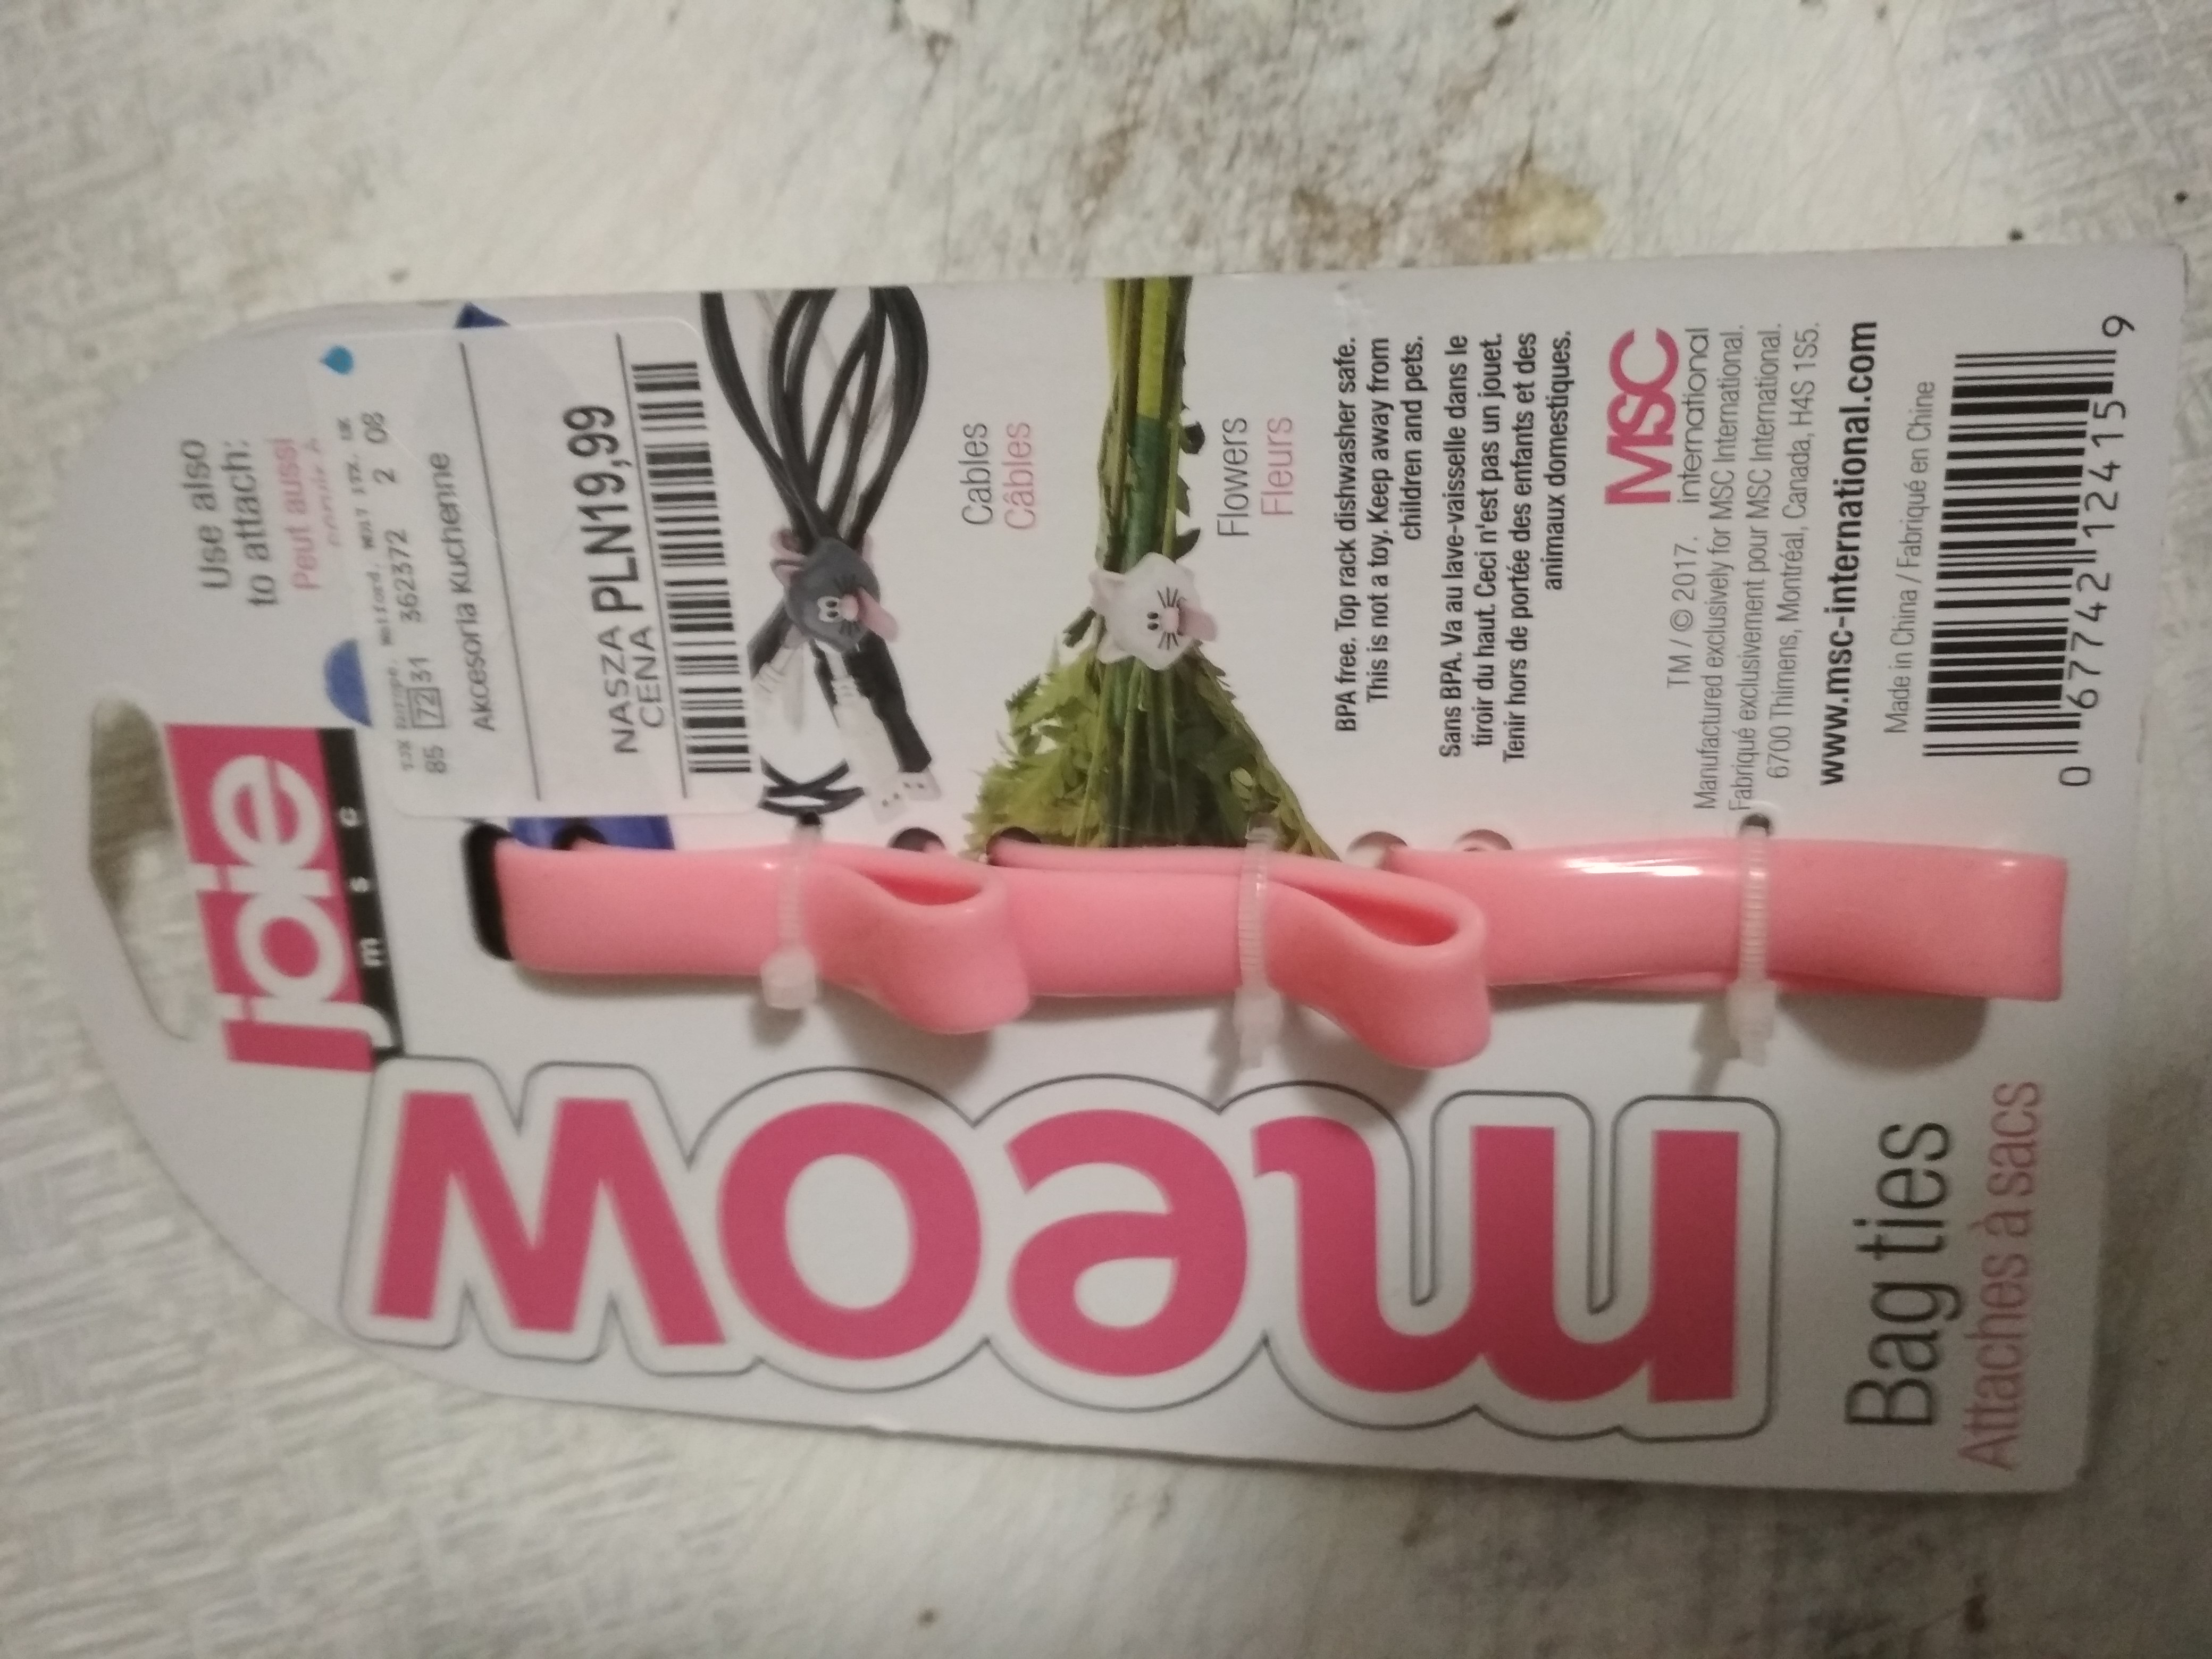 joie
msc
Use also
to attach:
Peut aussi
85 72 31 362372 2 08
Akcesoria Kuchenne
NASZA
CENA PLN19,99
Cables
Câbles
Flowers
Fleurs
BPA free. Top rack dishwasher safe.
This is not a toy. Keep away from
children and pets.
Sans BPA. Va au lave-vaisselle dans le
tiroir du haut. Ceci n'est pas un jouet.
Tenir hors de portée des enfants et des
animaux domestiques.
MSC
TM / © 2017. international
Manufactured exclusively for MSC International.
Fabriqué exclusivement pour MSC International.
6700 Thimens, Montréal, Canada, H4S 1S5.
www.msc-international.com
Made in China / Fabriqué en Chine
0 67742 12415 9
meow
Bag ties
Attaches à sacs